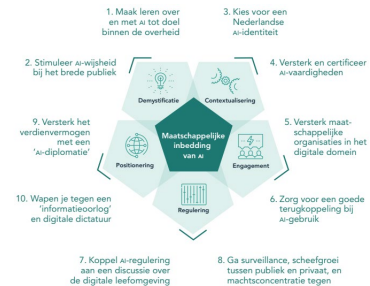 1. Maak leren over
en met AI tot doel
binnen de overheid
3. Kies voor een
Nederlandse
AI-identiteit
2. Stimuleer AI-wijsheid
bij het brede publiek
4. Versterk en certificeer
AI-vaardigheden
Demystificatie
Contextualisering
9. Versterk het
verdienvermogen
met een
'AI-diplomatie'
Maatschappelijke
inbedding
van AI
5. Versterk maat-
schappelijke
organisaties in het
digitale domein
Positionering
Engagement
10. Wapen je tegen een
'informatieoorlog'
en digitale dictatuur
Regulering
6. Zorg voor een goede
terugkoppeling bij
AI-gebruik
7. Koppel AI-regulering
aan een discussie over
de digitale leefomgeving
8. Ga surveillance, scheefgroei
tussen publiek en privaat, en
machtsconcentratie tegen